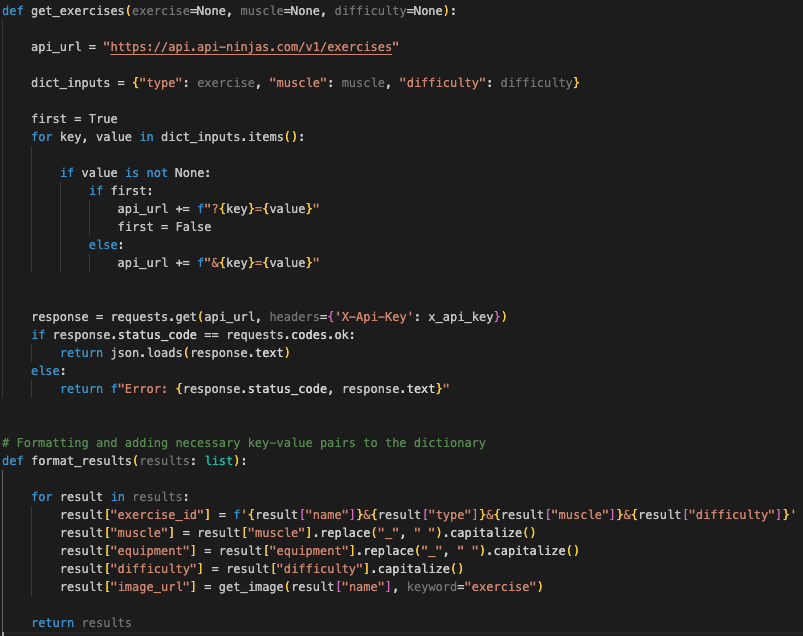 def get_exercises(exercise=None, muscle=None, difficulty=None):
api_url = "https://api.api-ninjas.com/v1/exercises"
dict_inputs = {"type": exercise, "muscle": muscle, "difficulty": difficulty}
first = True
for key, value in dict_inputs.items():
if value is not None:
if first:
api_url += f"?{key}={value}"
first = False
else:
api_url += f"&{key}={value}"
response = requests.get(api_url, headers={'X-Api-Key': x_api_key})
if response.status_code == requests.codes.ok:
return json.loads(response.text)
else:
return f"Error: {response.status_code, response.text}"
# Formatting and adding necessary key-value pairs to the dictionary
def format_results(results: list):
for result in results:
result["exercise_id"] = f'{result["name"]}&{result["type"]}&{result["muscle"]}&{result["difficulty"]}'
result["muscle"] = result["muscle"].replace("_", " ").capitalize()
result["equipment"] = result["equipment"].replace("_", " ").capitalize()
result["difficulty"] = result["difficulty"].capitalize()
result["image_url"] = get_image(result["name"], keyword="exercise")
return results